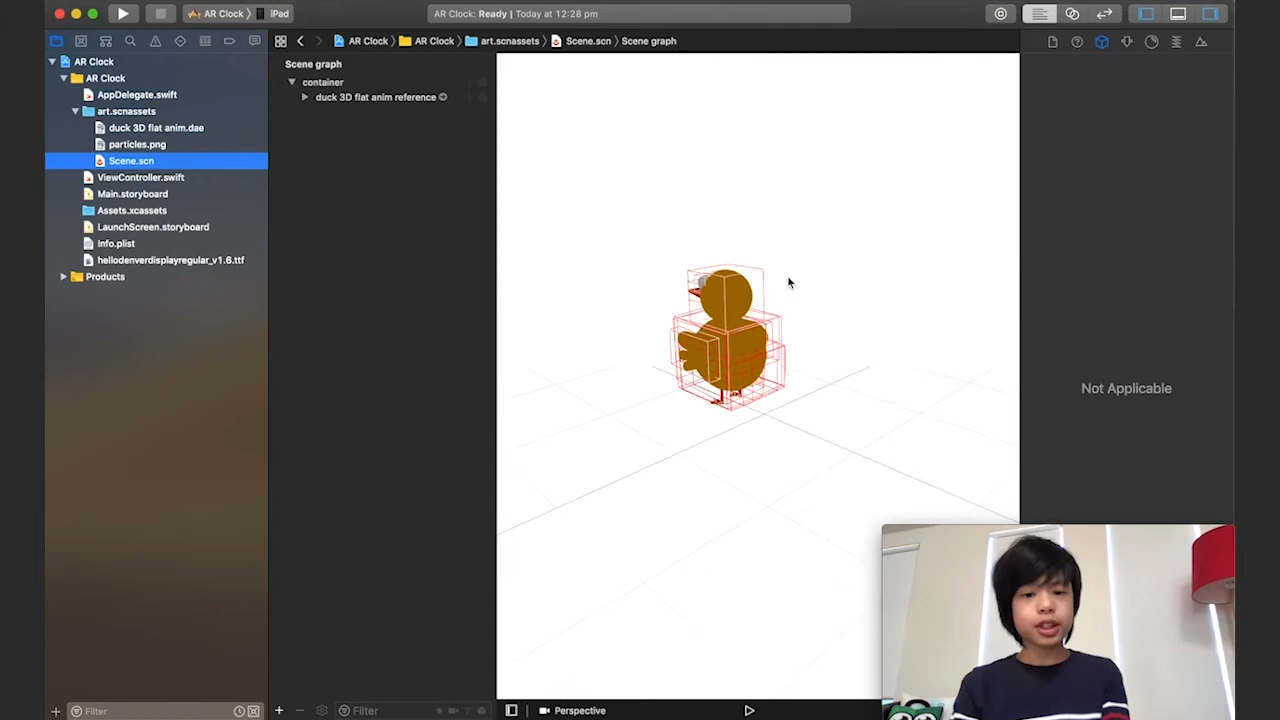 AR Clock
iPad
AR Clock: Ready | Today at 12:28 pm
AR Clock
AR Clock
art.scnassets
Scene.scn
Scene graph
AR Clock
AR Clock
AppDelegate.swift
art.scnassets
duck 3D flat anim.dae
particles.png
Scene.scn
ViewController.swift
Main.storyboard
Assets.xcassets
LaunchScreen.storyboard
Info.plist
hellodenverdisplayregular_v1.6.ttf
Products
Scene graph
container
duck 3D flat anim reference
Not Applicable
Filter
Filter
Perspective